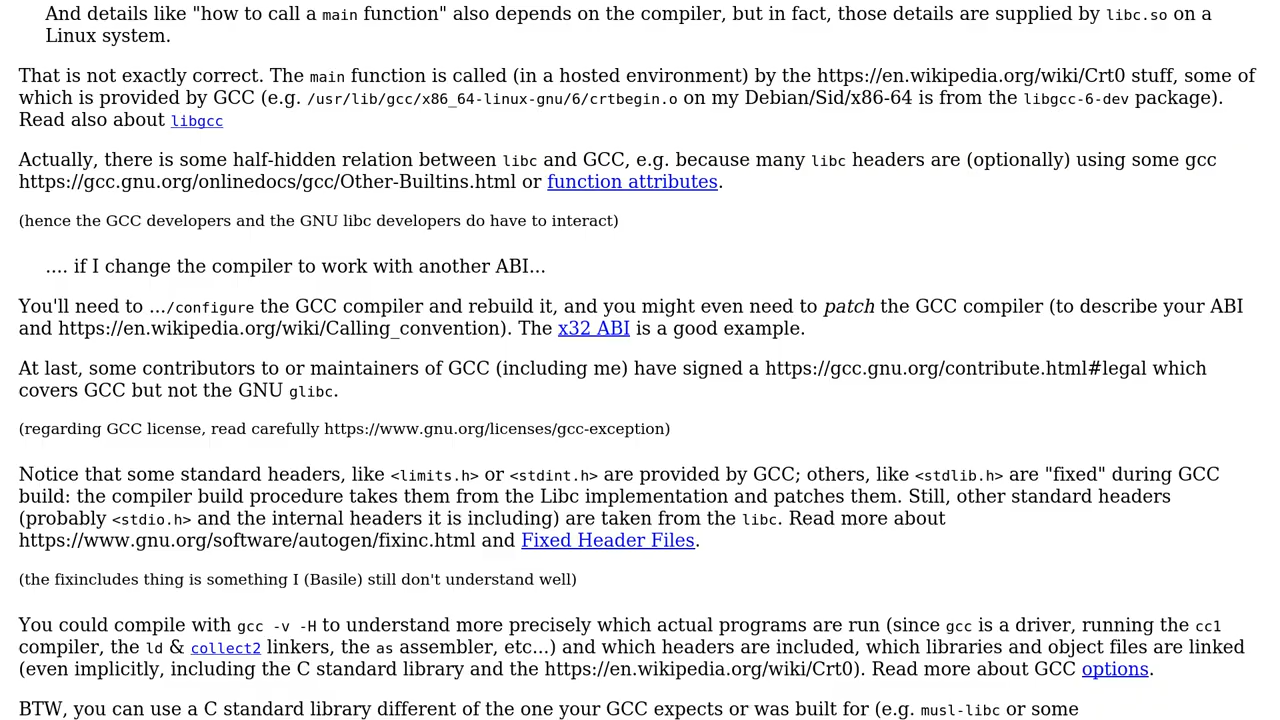 And details like "how to call a main function" also depends on the compiler, but in fact, those details are supplied by libc.so on a
Linux system.
That is not exactly correct. The main function is called (in a hosted environment) by the https://en.wikipedia.org/wiki/Crt0 stuff, some of
which is provided by GCC (e.g. /usr/lib/gcc/x86_64-linux-gnu/6/crtbegin.o on my Debian/Sid/x86-64 is from the libgcc-6-dev package).
Read also about libgcc
Actually, there is some half-hidden relation between libc and GCC, e.g. because many libc headers are (optionally) using some gcc
https://gcc.gnu.org/onlinedocs/gcc/Other-Builtins.html or function attributes.
(hence the GCC developers and the GNU libc developers do have to interact)
.... if I change the compiler to work with another ABI...
You'll need to .../configure the GCC compiler and rebuild it, and you might even need to patch the GCC compiler (to describe your ABI
and https://en.wikipedia.org/wiki/Calling_convention). The x32 ABI is a good example.
At last, some contributors to or maintainers of GCC (including me) have signed a https://gcc.gnu.org/contribute.html#legal which
covers GCC but not the GNU glibc.
(regarding GCC license, read carefully https://www.gnu.org/licenses/gcc-exception)
Notice that some standard headers, like <limits.h> or <stdint.h> are provided by GCC; others, like <stdlib.h> are "fixed" during GCC
build: the compiler build procedure takes them from the Libc implementation and patches them. Still, other standard headers
(probably <stdio.h> and the internal headers it is including) are taken from the libc. Read more about
https://www.gnu.org/software/autogen/fixinc.html and Fixed Header Files.
(the fixincludes thing is something I (Basile) still don't understand well)
You could compile with gcc -v -H to understand more precisely which actual programs are run (since gcc is a driver, running the cc1
compiler, the ld & collect2 linkers, the as assembler, etc...) and which headers are included, which libraries and object files are linked
(even implicitly, including the C standard library and the https://en.wikipedia.org/wiki/Crt0). Read more about GCC options.
BTW, you can use a C standard library different of the one your GCC expects or was built for (e.g. musl-libc or some